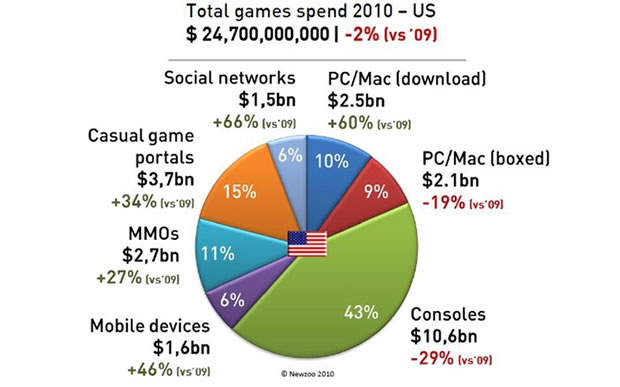 Total games spend 2010 – US
$ 24,700,000,000 | -2% (vs '09)
Social networks
$1,5bn
+66% (vs'09)
PC/Mac (download)
$2.5bn
+60% (vs'09)
Casual game
portals
$3,7bn
+34% (vs'09)
PC/Mac (boxed)
$2.1bn
-19% (vs'09)
MMOs
$2,7bn
+27% (vs'09)
Mobile devices
$1,6bn
+46% (vs'09)
Consoles
$10,6bn
-29% (vs'09)
6%
10%
15%
9%
11%
6%
43%
© Newzoo 2010